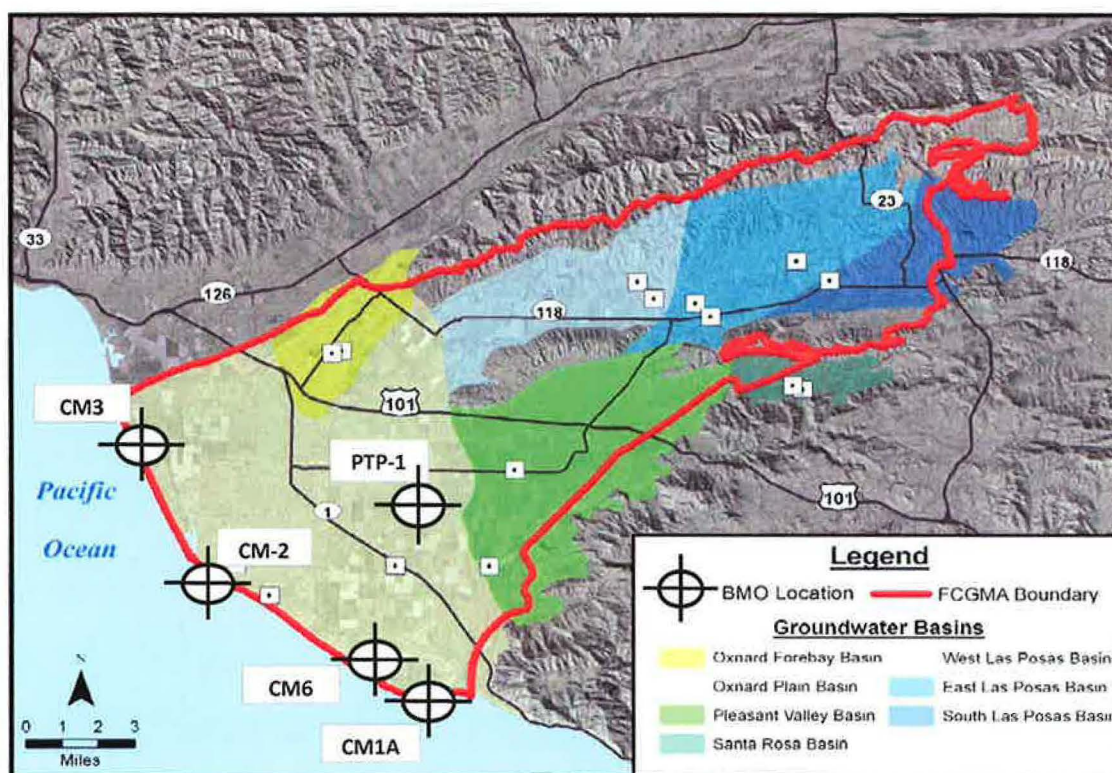 33
126
23
118
118
CM3
101
PTP-1
Pacific
Ocean
1
101
CM-2
CM6
CM1A
N
0 1 2 3
Miles
Legend
BMO Location FCGMA Boundary
Groundwater Basins
Oxnard Forebay Basin West Las Posas Basin
Oxnard Plain Basin East Las Posas Basin
Pleasant Valley Basin South Las Posas Basin
Santa Rosa Basin